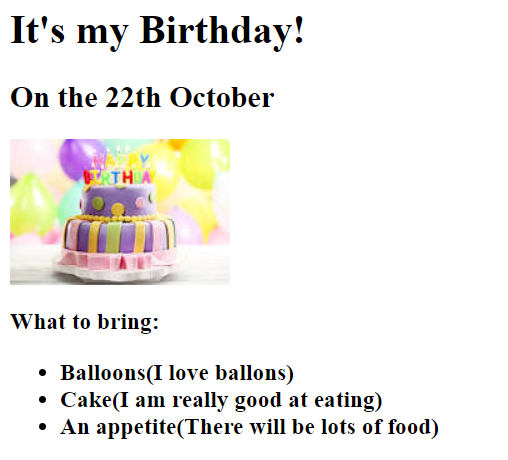 It's my Birthday!
On the 22th October
HAPPY
BIRTHDAY
What to bring:
Balloons(I love ballons)
Cake(I am really good at eating)
An appetite(There will be lots of food)